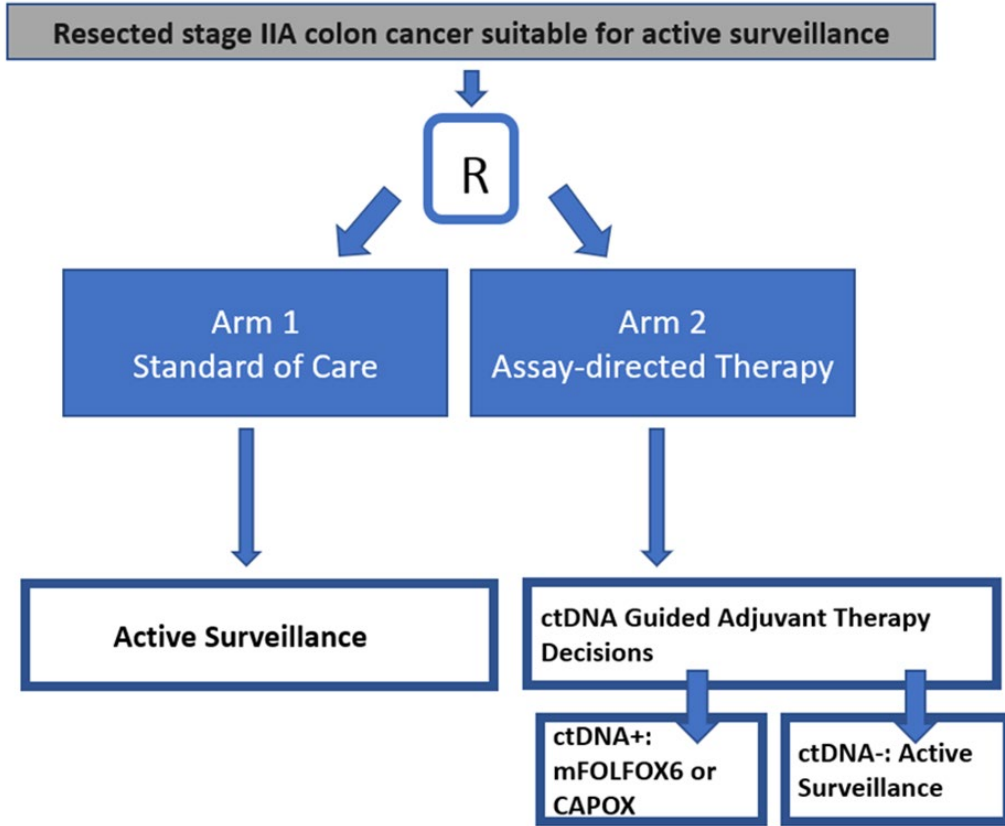 Resected stage IIA colon cancer suitable for active surveillance
R
Arm 1
Standard of Care
Arm 2
Assay-directed Therapy
Active Surveillance
ctDNA Guided Adjuvant Therapy
Decisions
ctDNA+:
mFOLFOX6 or
CAPOX
ctDNA-: Active
Surveillance